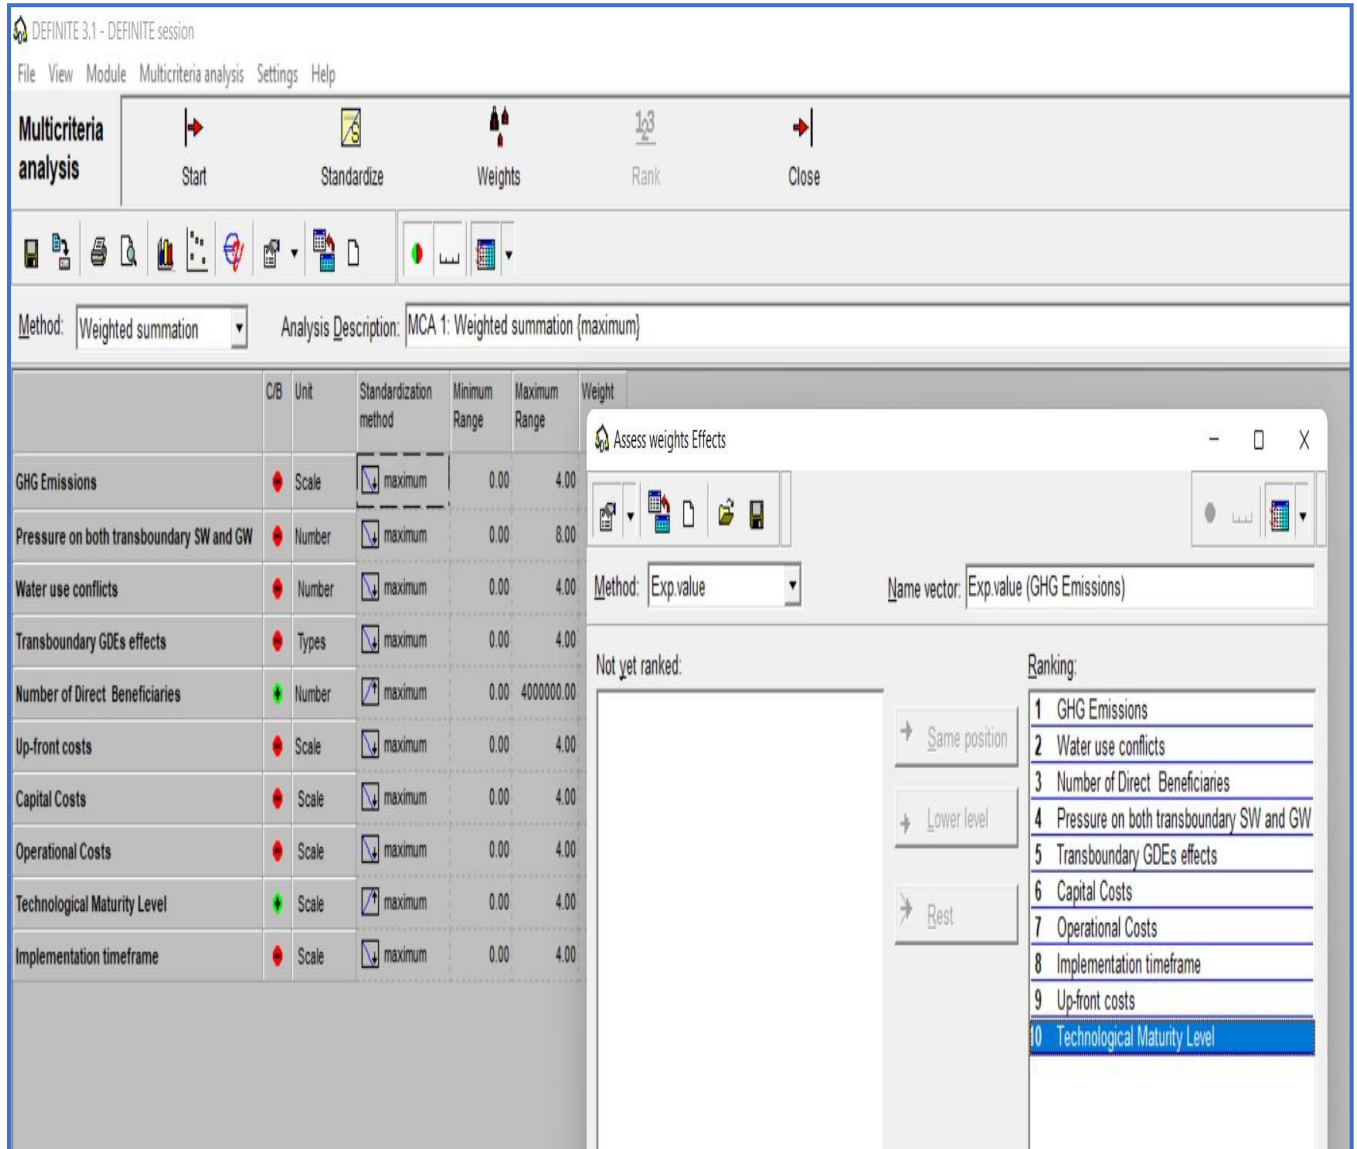 DEFINITE 3.1 - DEFINITE session
File View Module Multicriteria analysis Settings Help
Multicriteria analysis
Start Standardize Weights 123 Rank Close
Method: Weighted summation Analysis Description: MCA 1: Weighted summation {maximum}
C/B Unit Standardization method Minimum Range Maximum Range Weight
GHG Emissions Scale maximum 0.00 4.00
Pressure on both transboundary SW and GW Number maximum 0.00 8.00
Water use conflicts Number maximum 0.00 4.00
Transboundary GDEs effects Types maximum 0.00 4.00
Number of Direct Beneficiaries Number maximum 0.00 4000000.00
Up-front costs Scale maximum 0.00 4.00
Capital Costs Scale maximum 0.00 4.00
Operational Costs Scale maximum 0.00 4.00
Technological Maturity Level Scale maximum 0.00 4.00
Implementation timeframe Scale maximum 0.00 4.00
Assess weights Effects
Method: Exp.value Name vector: Exp.value (GHG Emissions)
Not yet ranked:
Same position
Lower level
Rest
Ranking:
1 GHG Emissions
2 Water use conflicts
3 Number of Direct Beneficiaries
4 Pressure on both transboundary SW and GW
5 Transboundary GDEs effects
6 Capital Costs
7 Operational Costs
8 Implementation timeframe
9 Up-front costs
10 Technological Maturity Level